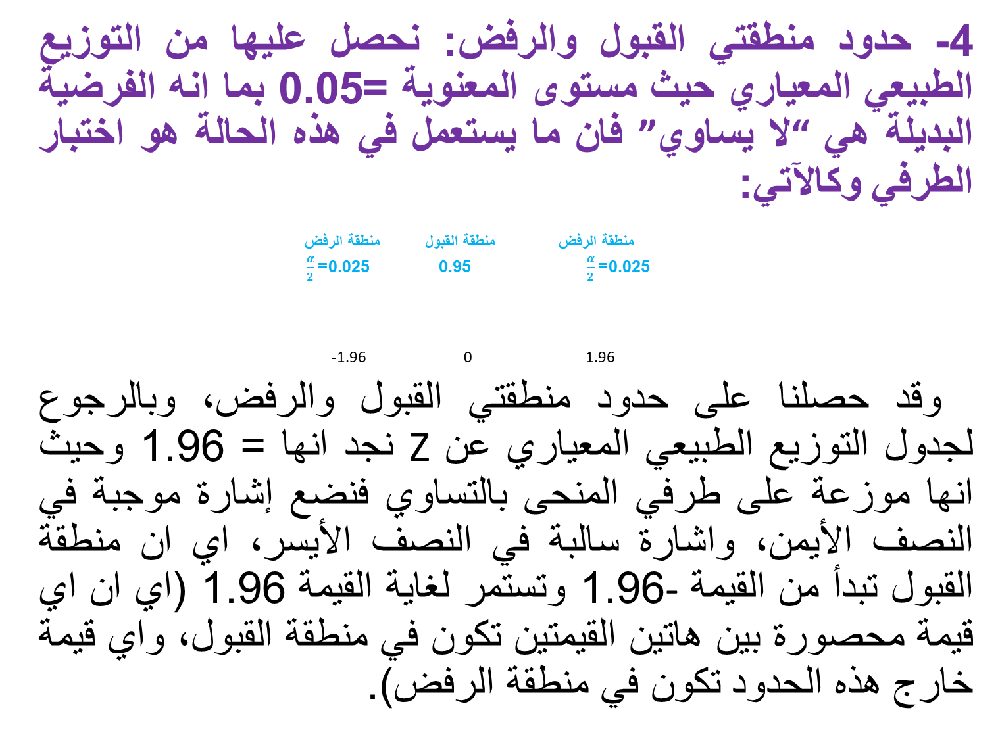 4- حدود منطقتي القبول والرفض: نحصل عليها من التوزيع
الطبيعي المعياري حيث مستوى المعنوية =0.05 بما انه الفرضية
البديلة هي “لا يساوي” فان ما يستعمل في هذه الحالة هو اختبار
الطرفي وكالآتي:
منطقة الرفض منطقة القبول منطقة الرفض
α/2 =0.025 0.95 α/2 =0.025
-1.96 0 1.96
وقد حصلنا على حدود منطقتي القبول والرفض، وبالرجوع
لجدول التوزيع الطبيعي المعياري عن Z نجد انها = 1.96 وحيث
انها موزعة على طرفي المنحى بالتساوي فنضع إشارة موجبة في
النصف الأيمن، واشارة سالبة في النصف الأيسر، اي ان منطقة
القبول تبدأ من القيمة -1.96 وتستمر لغاية القيمة 1.96 (اي ان اي
قيمة محصورة بين هاتين القيمتين تكون في منطقة القبول، واي قيمة
خارج هذه الحدود تكون في منطقة الرفض).